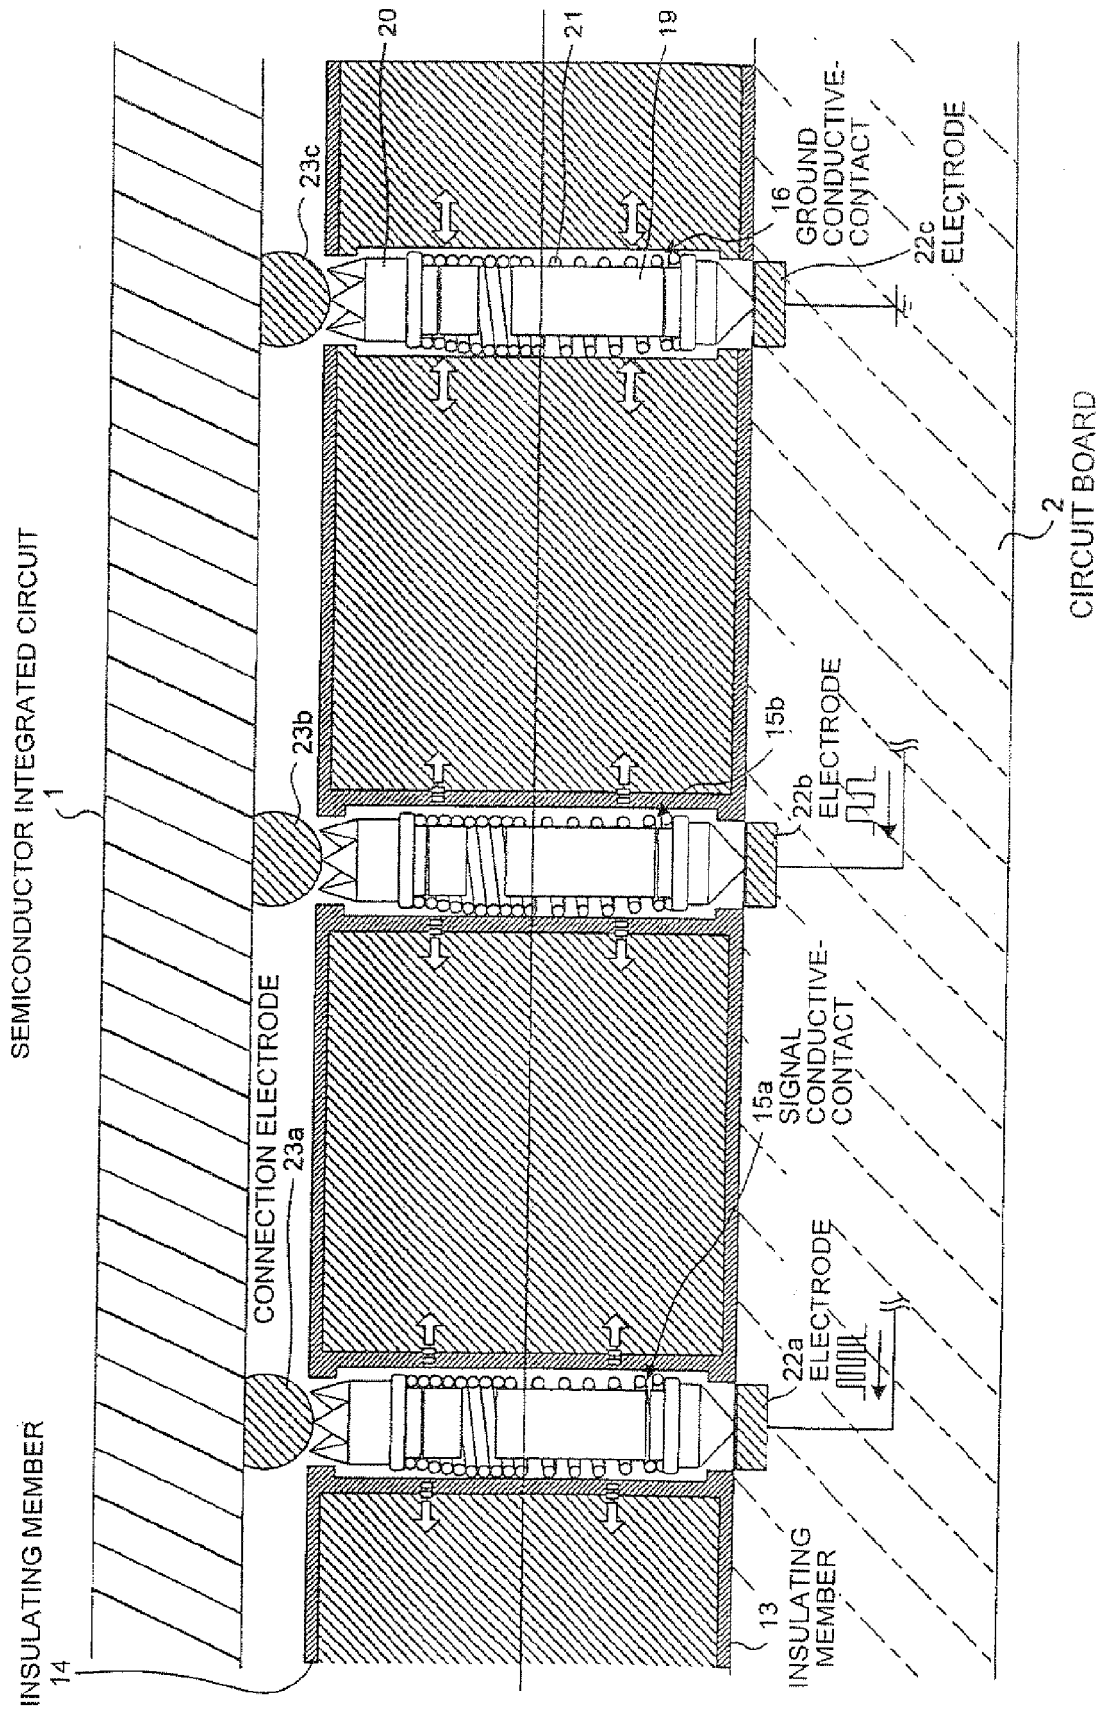 SEMICONDUCTOR INTEGRATED CIRCUIT
1
INSULATING MEMBER
14
CONNECTION ELECTRODE
23a
23b
23c
20
21
19
16
GROUND
CONDUCTIVE-
CONTACT
22c
ELECTRODE
15b
22b
ELECTRODE
15a
SIGNAL
CONDUCTIVE-
CONTACT
22a
ELECTRODE
13
INSULATING
MEMBER
2
CIRCUIT BOARD